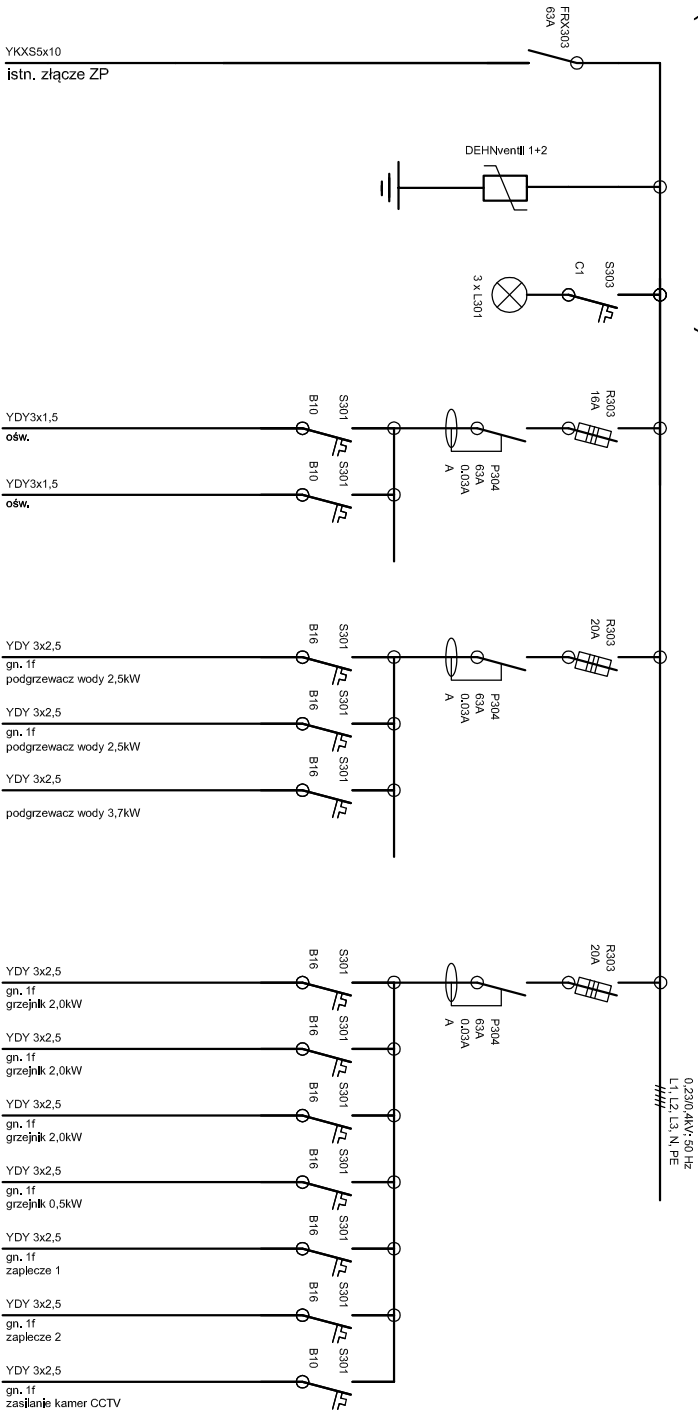 FRX303
63A
YKXS5x10
istn. złącze ZP
DEHNventil 1+2
S303
C1
3 x L301
R303
16A
P304
63A
0.03A
A
S301
B10
YDY3x1,5
ośw.
S301
B10
YDY3x1,5
ośw.
R303
20A
P304
63A
0.03A
A
S301
B16
YDY 3x2,5
gn. 1f
podgrzewacz wody 2,5kW
S301
B16
YDY 3x2,5
gn. 1f
podgrzewacz wody 2,5kW
S301
B16
YDY 3x2,5
podgrzewacz wody 3,7kW
R303
20A
P304
63A
0.03A
A
S301
B16
YDY 3x2,5
gn. 1f
grzejnik 2,0kW
S301
B16
YDY 3x2,5
gn. 1f
grzejnik 2,0kW
S301
B16
YDY 3x2,5
gn. 1f
grzejnik 2,0kW
S301
B16
YDY 3x2,5
gn. 1f
grzejnik 0,5kW
S301
B16
YDY 3x2,5
gn. 1f
zaplecze 1
S301
B16
YDY 3x2,5
gn. 1f
zaplecze 2
S301
B10
YDY 3x2,5
gn. 1f
zasilanie kamer CCTV
0,23/0,4kV; 50 Hz
L1, L2, L3, N, PE